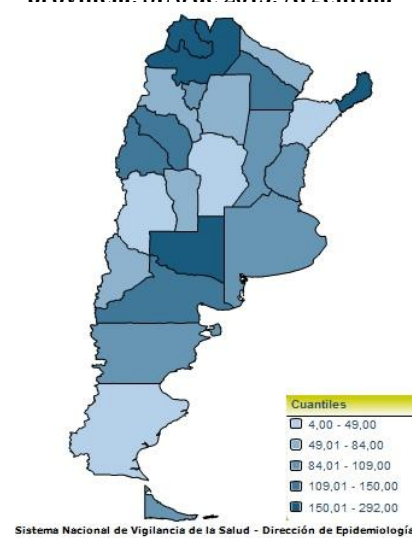 Cuantiles
4,00 - 49,00
49,01 - 84,00
84,01 - 109,00
109,01 - 150,00
150,01 - 292,00
Sistema Nacional de Vigilancia de la Salud - Dirección de Epidemiología